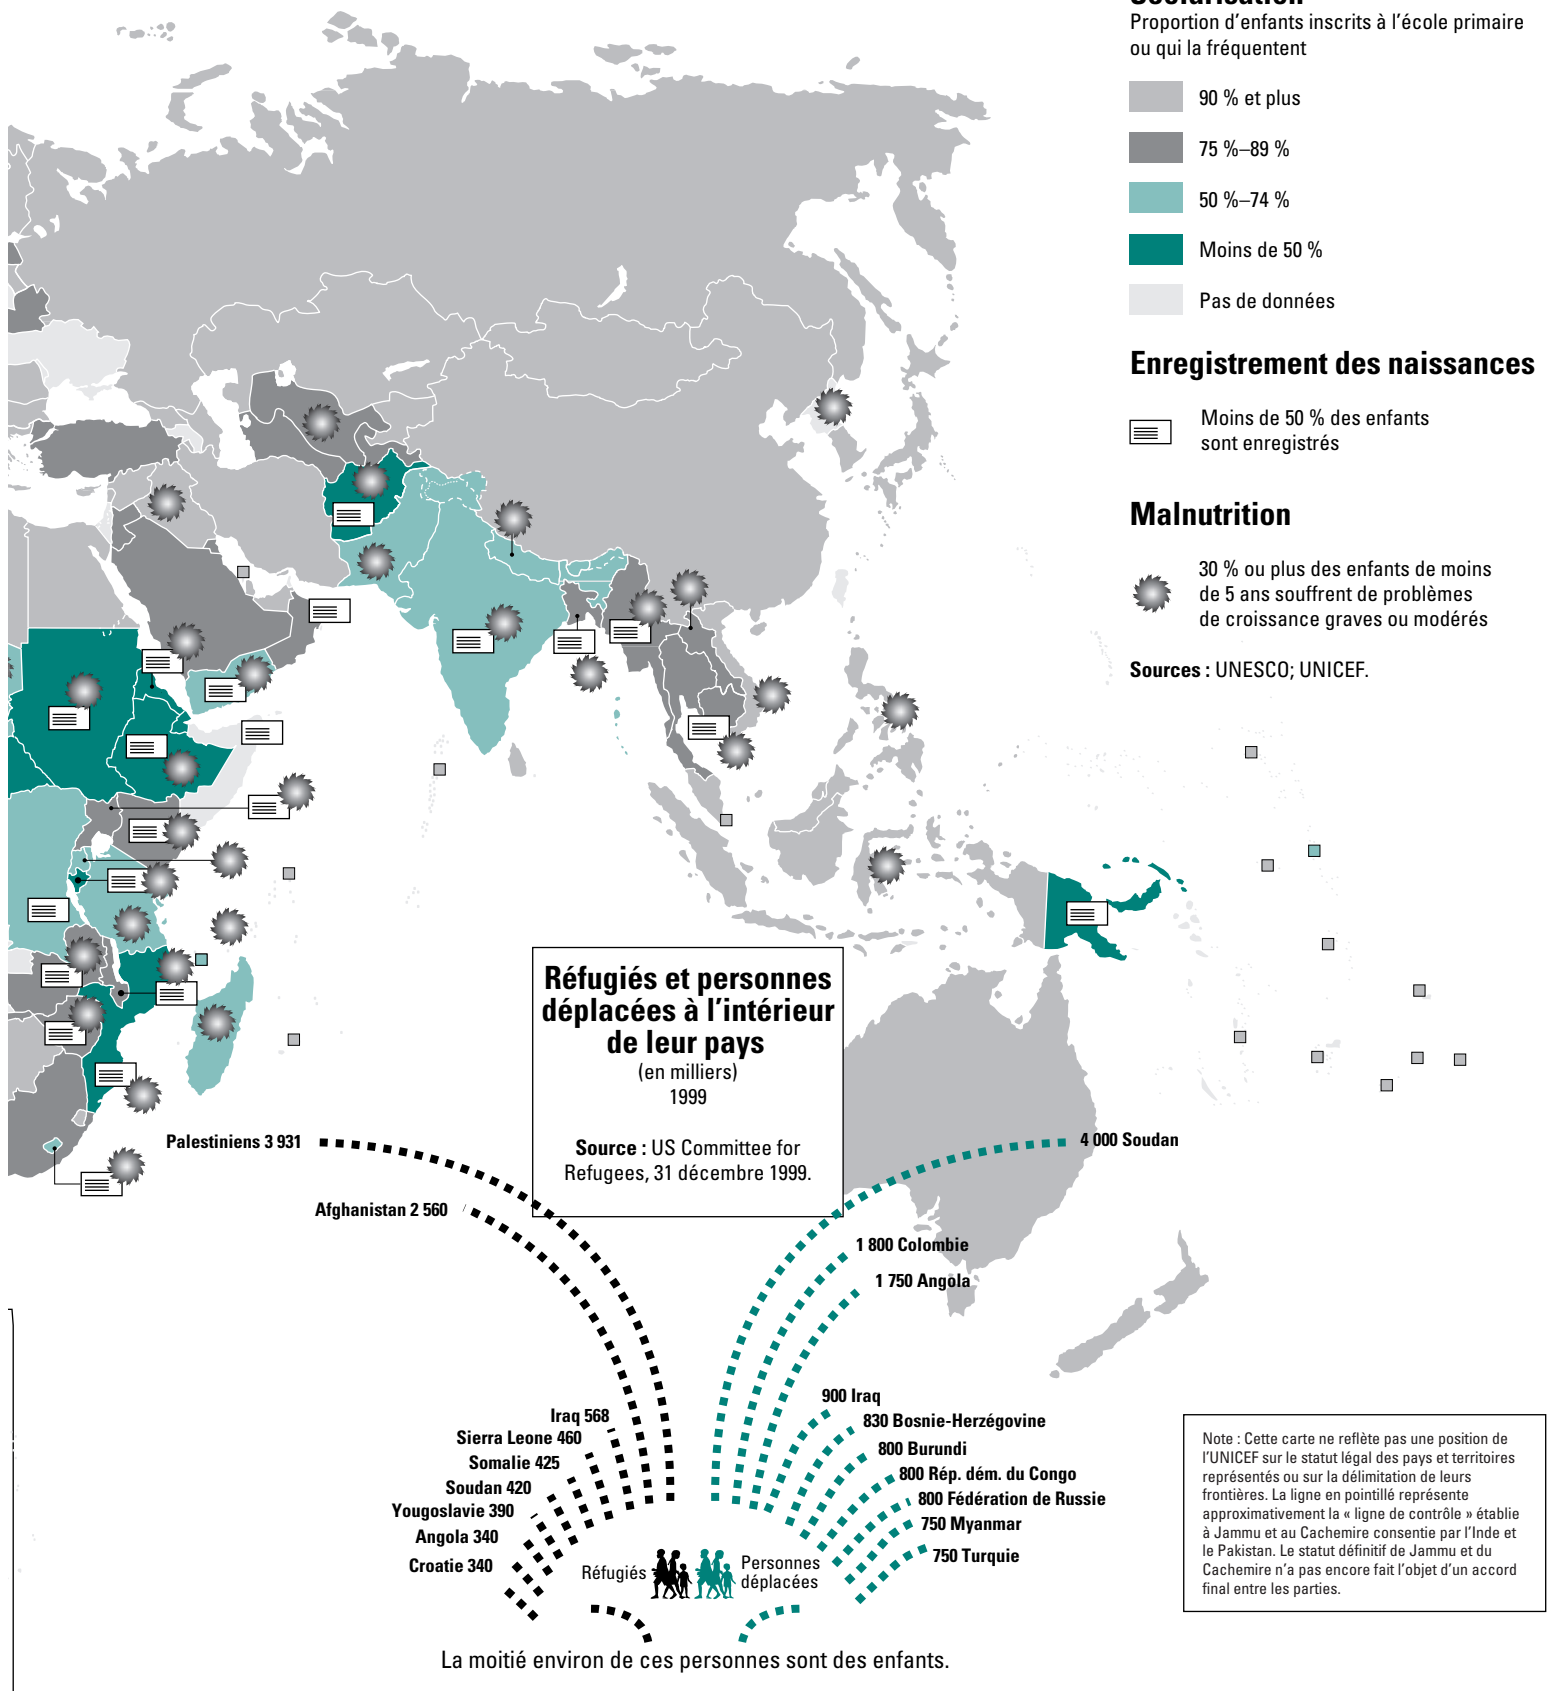 Scolarisation
Proportion d'enfants inscrits à l'école primaire
ou qui la fréquentent
90 % et plus
75 %–89 %
50 %–74 %
Moins de 50 %
Pas de données
Enregistrement des naissances
Moins de 50 % des enfants
sont enregistrés
Malnutrition
30 % ou plus des enfants de moins
de 5 ans souffrent de problèmes
de croissance graves ou modérés
Sources : UNESCO; UNICEF.
Réfugiés et personnes
déplacées à l'intérieur
de leur pays
(en milliers)
1999
Source : US Committee for
Refugees, 31 décembre 1999.
Palestiniens 3 931
Afghanistan 2 560
Iraq 568
Sierra Leone 460
Somalie 425
Soudan 420
Yougoslavie 390
Angola 340
Croatie 340
4 000 Soudan
1 800 Colombie
1 750 Angola
900 Iraq
830 Bosnie-Herzégovine
800 Burundi
800 Rép. dém. du Congo
800 Fédération de Russie
750 Myanmar
750 Turquie
Réfugiés
Personnes
déplacées
La moitié environ de ces personnes sont des enfants.
Note : Cette carte ne reflète pas une position de
l'UNICEF sur le statut légal des pays et territoires
représentés ou sur la délimitation de leurs
frontières. La ligne en pointillé représente
approximativement la « ligne de contrôle » établie
à Jammu et au Cachemire consentie par l'Inde et
le Pakistan. Le statut définitif de Jammu et du
Cachemire n'a pas encore fait l'objet d'un accord
final entre les parties.